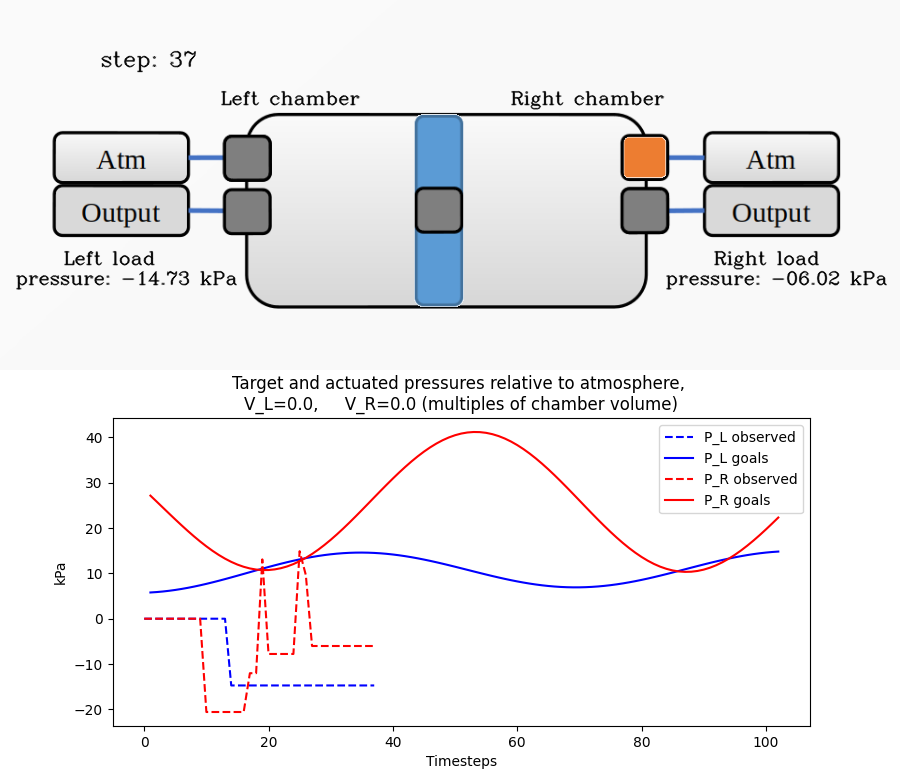 step: 37
Left chamber
Right chamber
Atm
Atm
Output
Output
Left load
pressure: -14.73 kPa
Right load
pressure: -06.02 kPa
Target and actuated pressures relative to atmosphere,
V_L=0.0, V_R=0.0 (multiples of chamber volume)
P_L observed
P_L goals
P_R observed
P_R goals
kPa
40
30
20
10
0
−10
−20
0 20 40 60 80 100
Timesteps